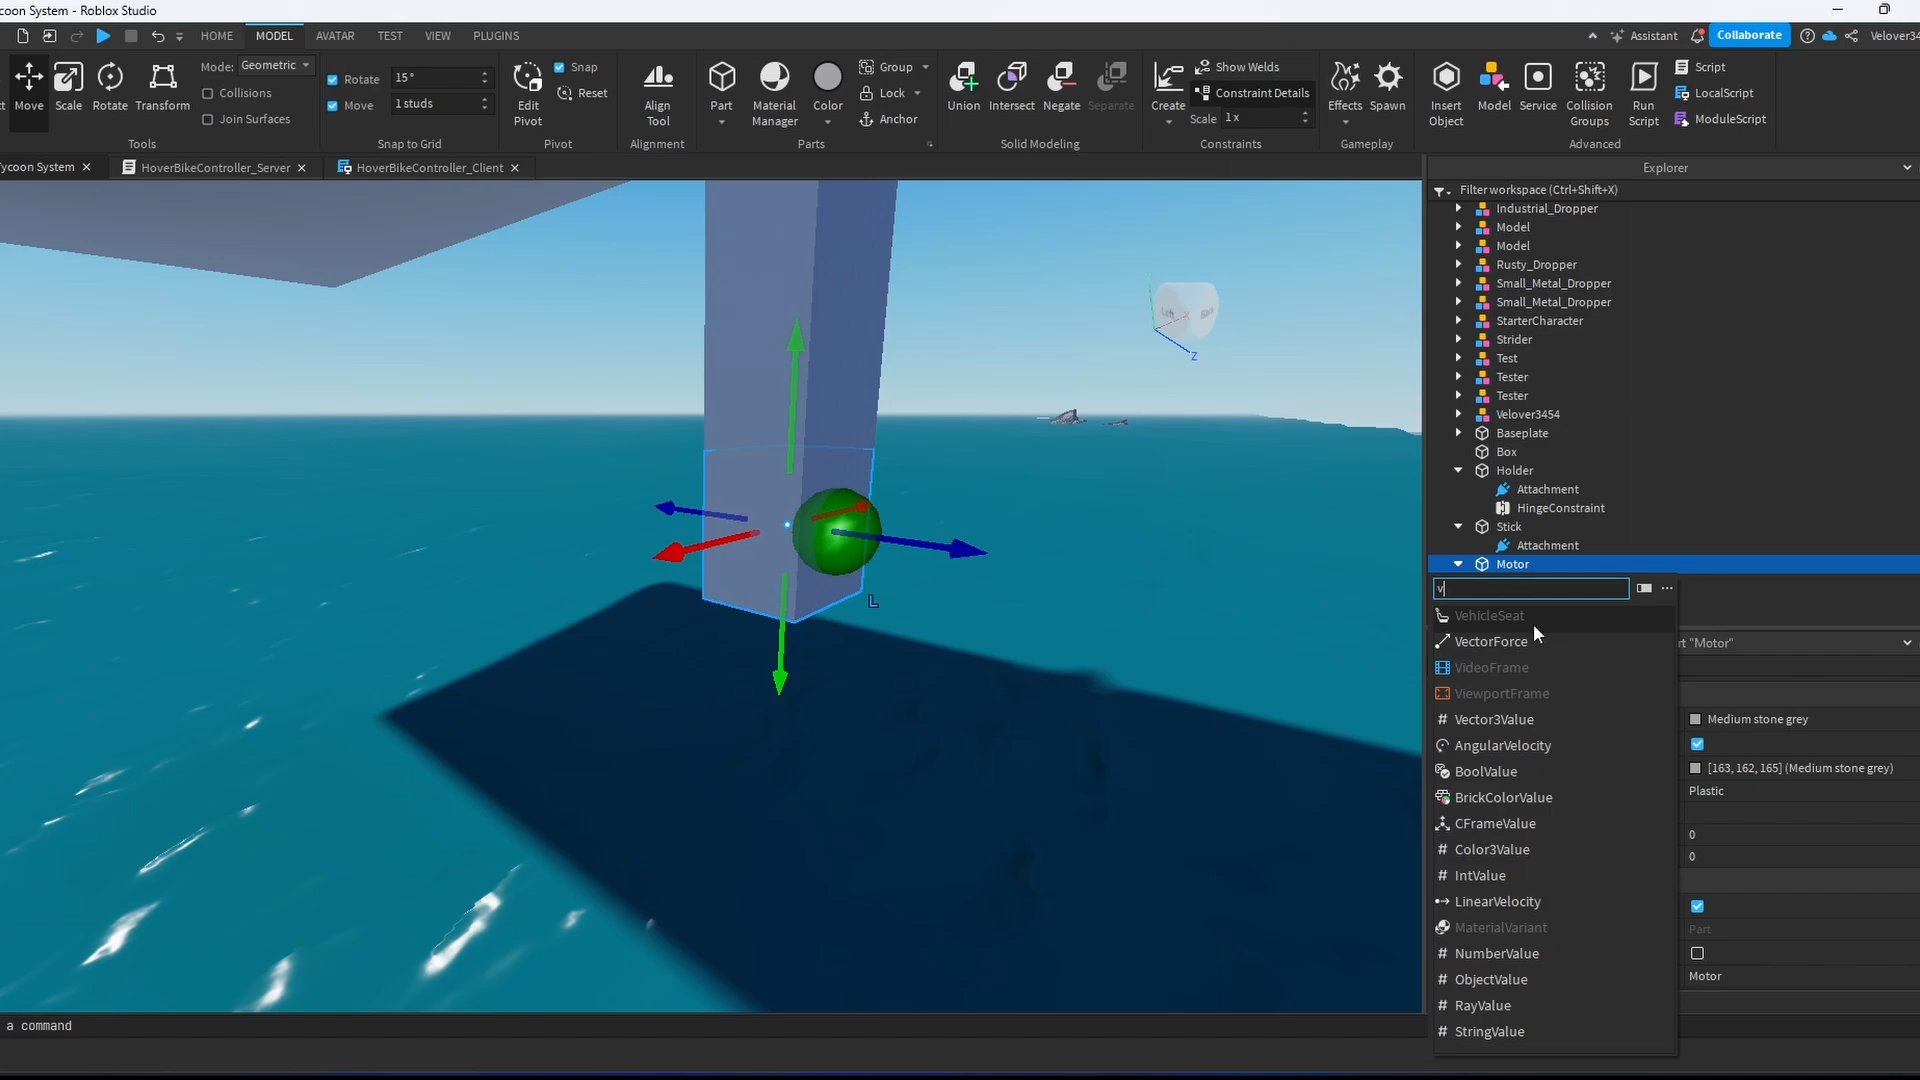 coon System - Roblox Studio
HOME
MODEL
AVATAR
TEST
VIEW
PLUGINS
Assistant
Collaborate
Velover34
Move
Scale
Rotate
Transform
Mode: Geometric
Collisions
Join Surfaces
Tools
Rotate 15°
Move 1 studs
Snap to Grid
Edit Pivot
Snap
Reset
Pivot
Align Tool
Alignment
Part
Material Manager
Color
Group
Lock
Anchor
Parts
Union
Intersect
Negate
Separate
Solid Modeling
Create
Show Welds
Constraint Details
Scale 1 x
Constraints
Effects
Spawn
Gameplay
Insert Object
Model
Service
Collision Groups
Run Script
Script
LocalScript
ModuleScript
Advanced
ycoon System
HoverBikeController_Server
HoverBikeController_Client
Explorer
Filter workspace (Ctrl+Shift+X)
Industrial_Dropper
Model
Model
Rusty_Dropper
Small_Metal_Dropper
Small_Metal_Dropper
StarterCharacter
Strider
Test
Tester
Tester
Velover3454
Baseplate
Box
Holder
Attachment
HingeConstraint
Stick
Attachment
Motor
v
VehicleSeat
VectorForce
VideoFrame
ViewportFrame
Vector3Value
AngularVelocity
BoolValue
BrickColorValue
CFrameValue
Color3Value
IntValue
LinearVelocity
MaterialVariant
NumberValue
ObjectValue
RayValue
StringValue
rt "Motor"
Medium stone grey
[163, 162, 165] (Medium stone grey)
Plastic
0
0
Part
Motor
Left
Back
Z
L
a command